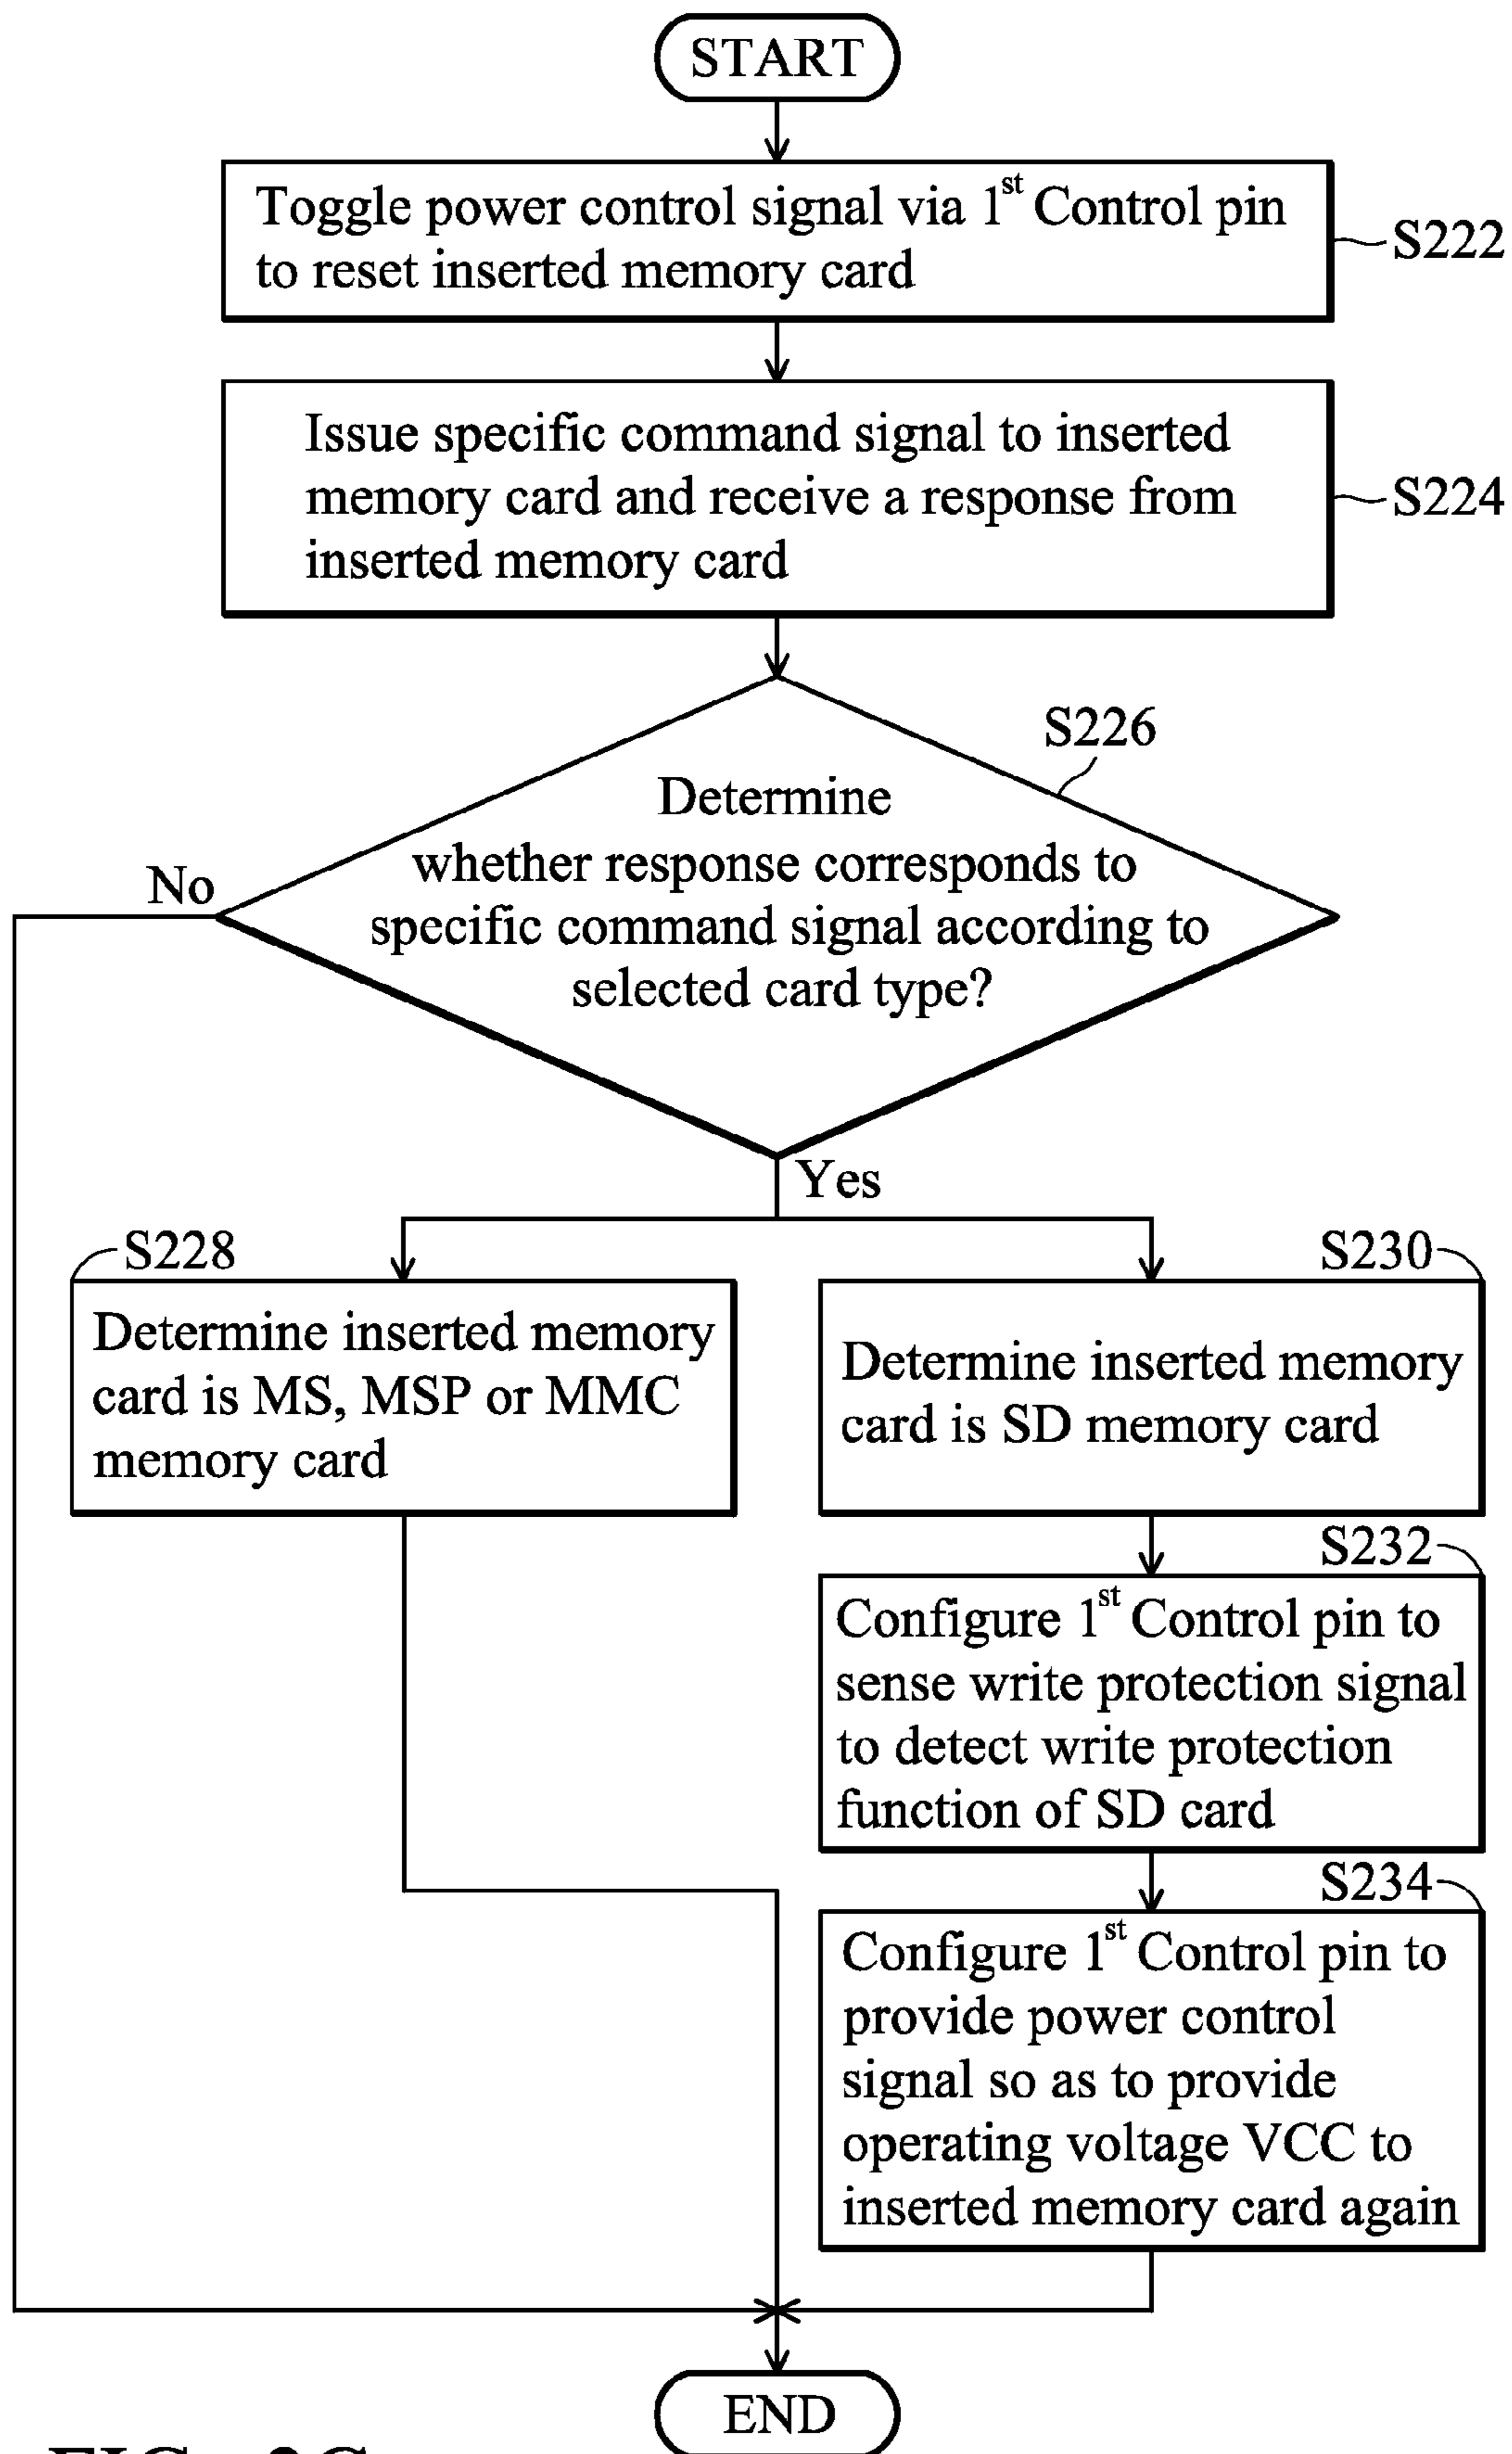 START
Toggle power control signal via 1st Control pin
to reset inserted memory card
S222
Issue specific command signal to inserted
memory card and receive a response from
inserted memory card
S224
S226
Determine
whether response corresponds to
specific command signal according to
selected card type?
No
Yes
S228
Determine inserted memory
card is MS, MSP or MMC
memory card
S230
Determine inserted memory
card is SD memory card
S232
Configure 1st Control pin to
sense write protection signal
to detect write protection
function of SD card
S234
Configure 1st Control pin to
provide power control
signal so as to provide
operating voltage VCC to
inserted memory card again
END